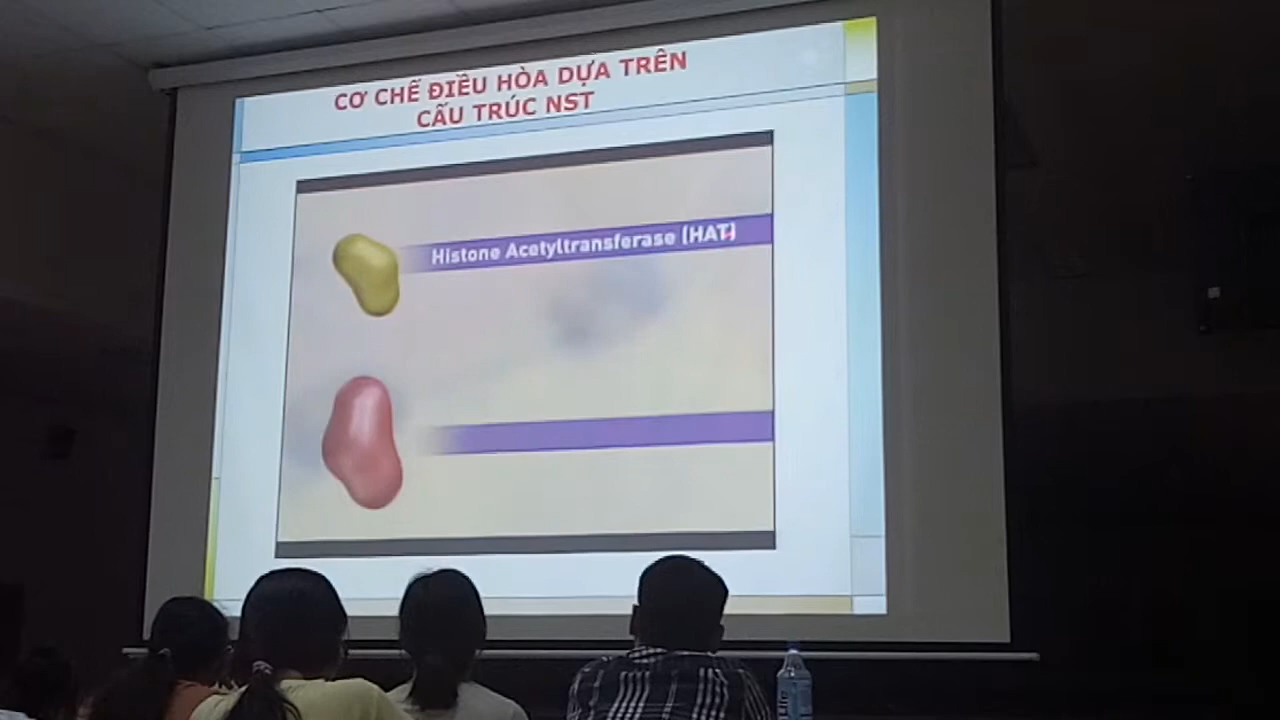 CƠ CHẾ ĐIỀU HÒA DỰA TRÊN
CẤU TRÚC NST
Histone Acetyltransferase (HAT)